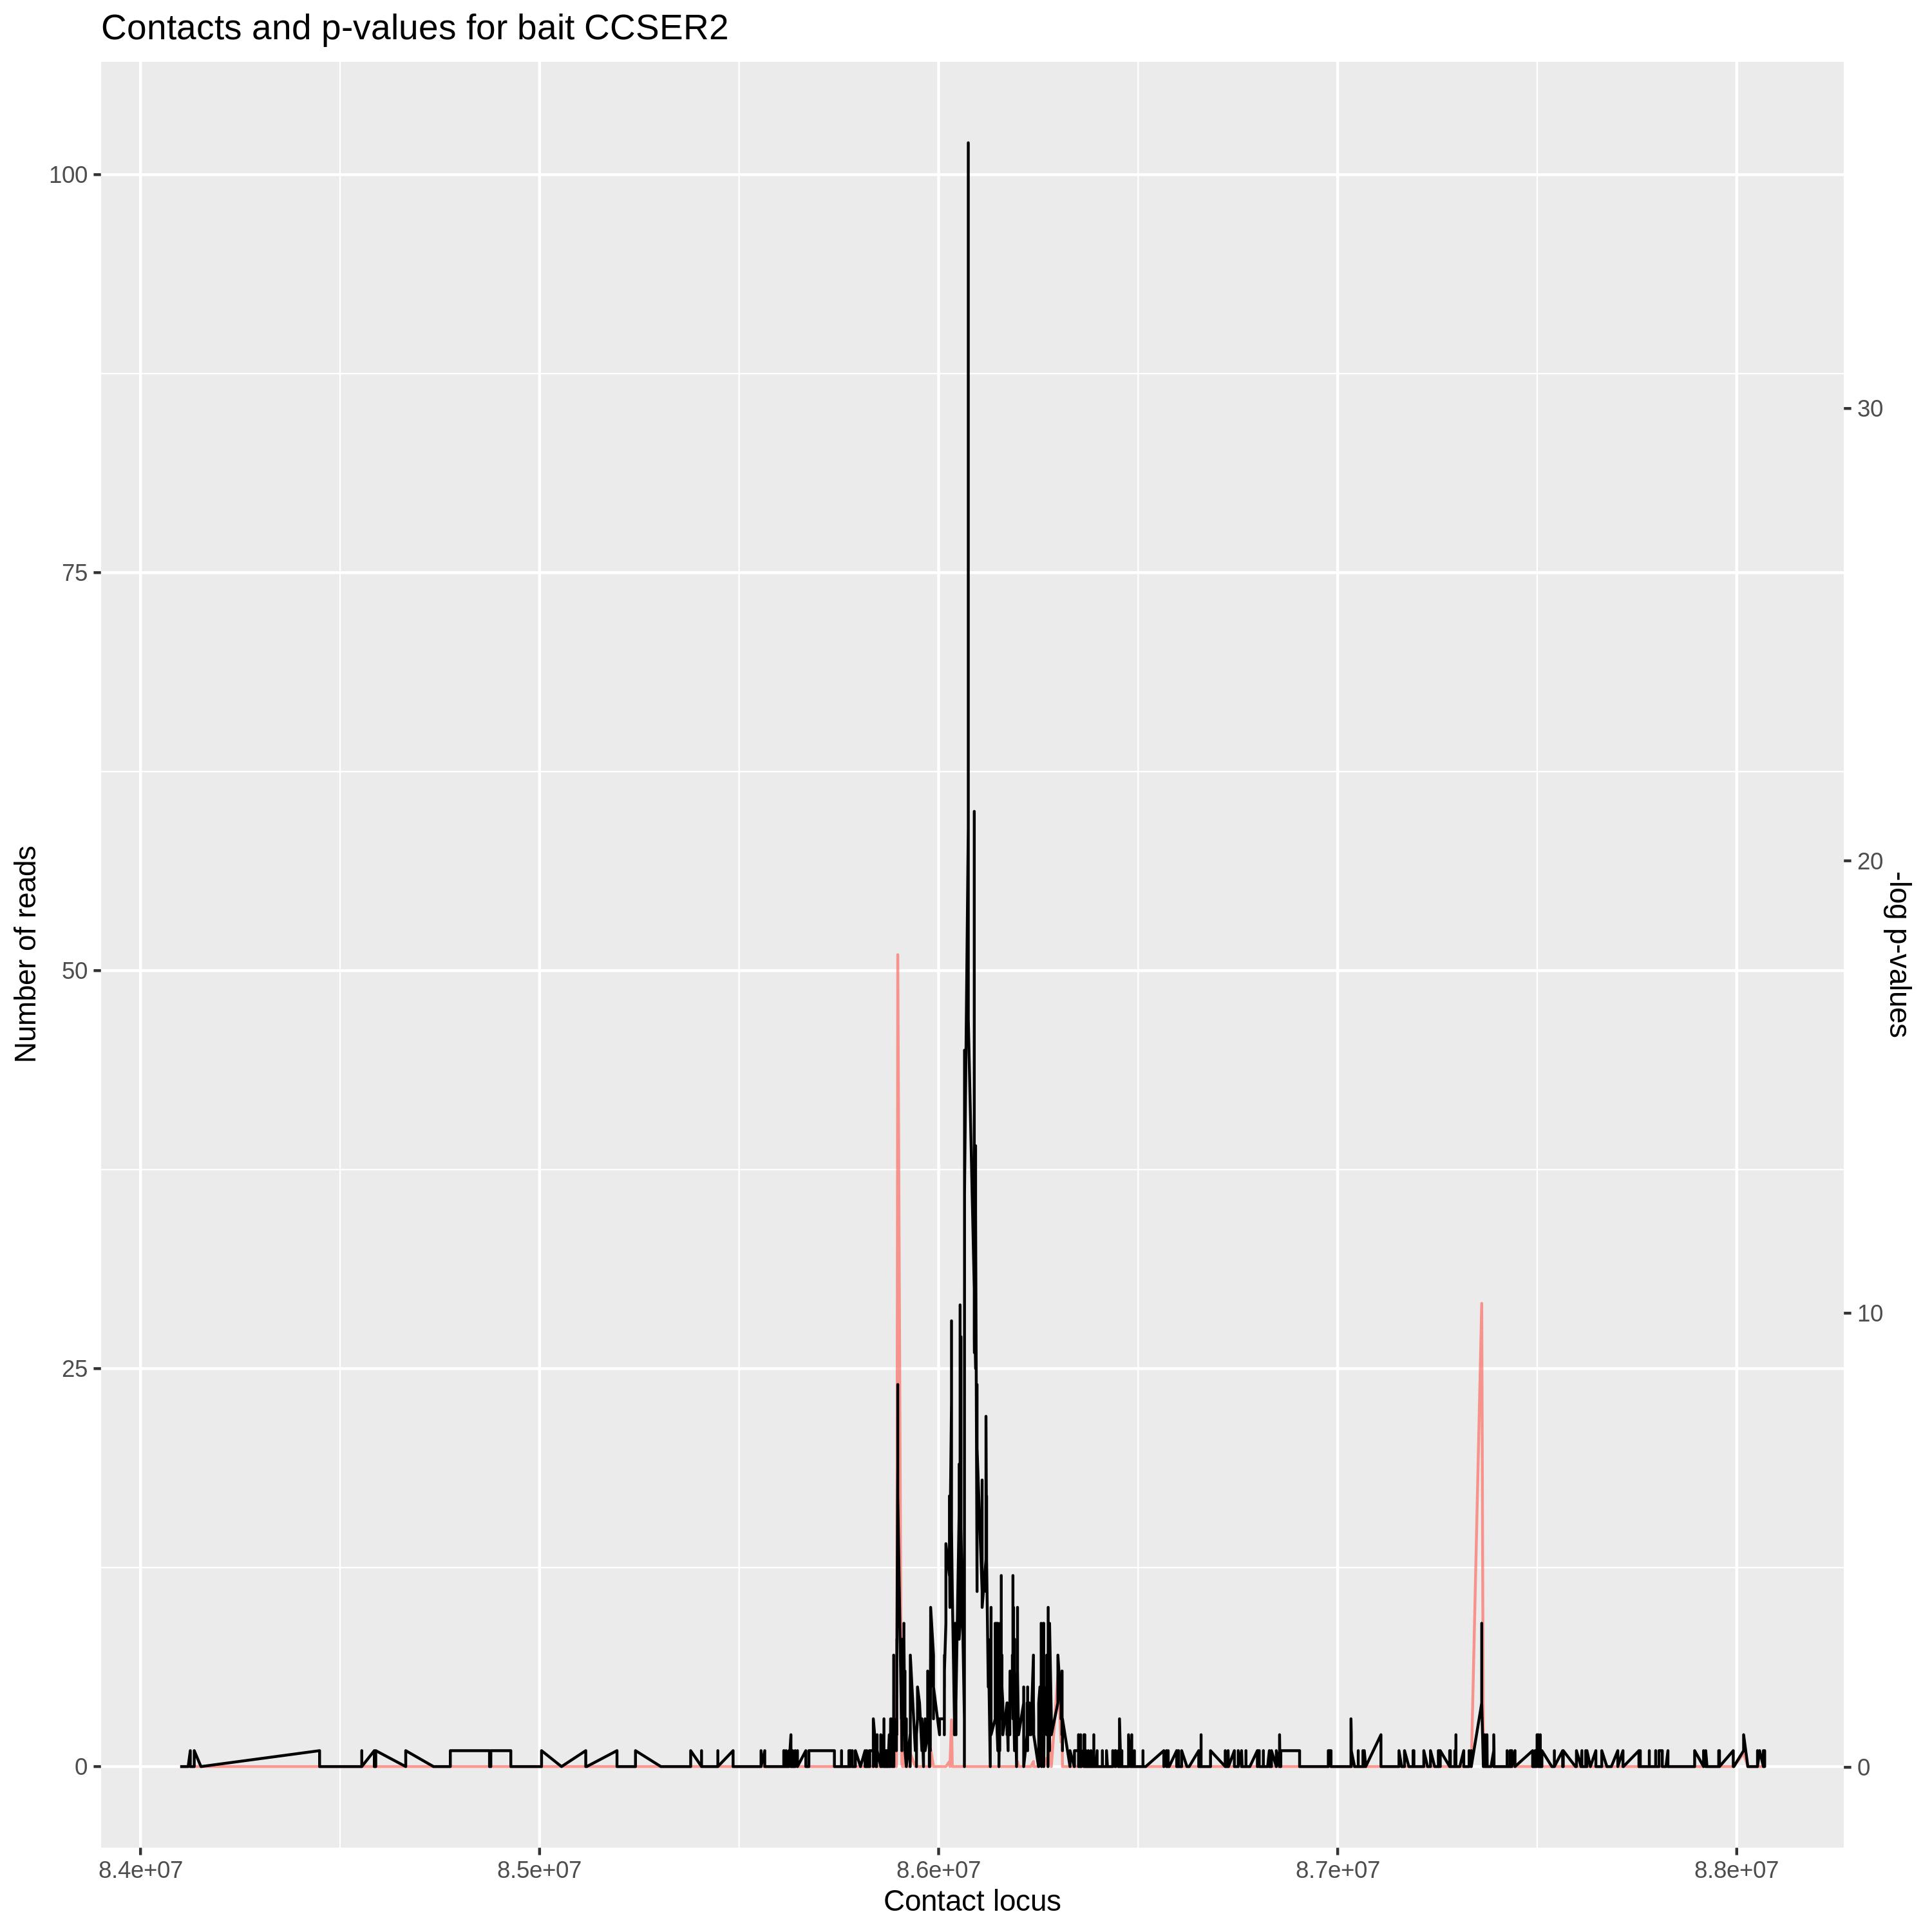 Contacts and p-values for bait CCSER2
100
75
50
25
0
Number of reads
30
20
10
0
-log p-values
8.4e+07
8.5e+07
8.6e+07
8.7e+07
8.8e+07
Contact locus